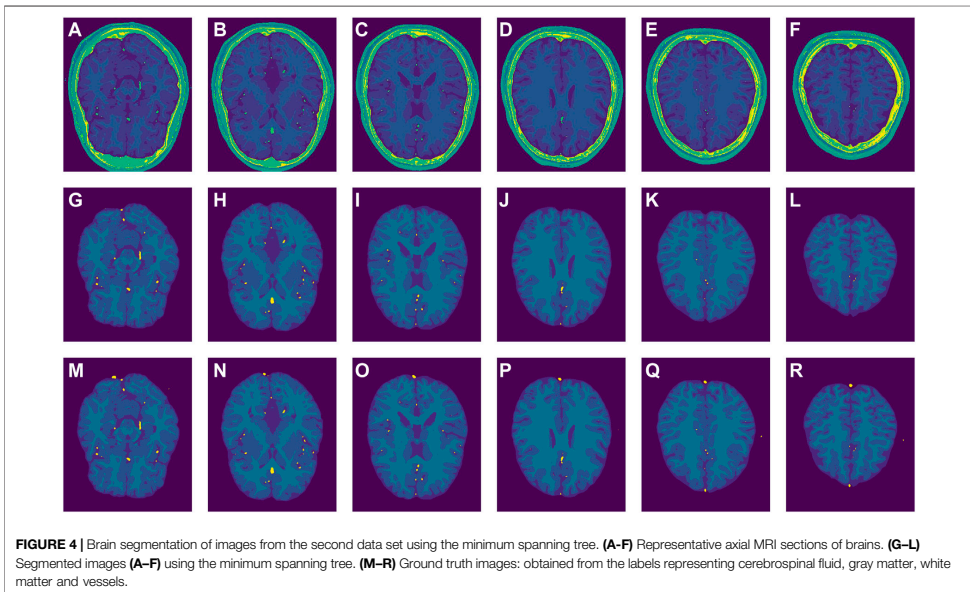 A B C D E F
G H I J K L
M N O P Q R
FIGURE 4 | Brain segmentation of images from the second data set using the minimum spanning tree. (A-F) Representative axial MRI sections of brains. (G–L)
Segmented images (A–F) using the minimum spanning tree. (M–R) Ground truth images: obtained from the labels representing cerebrospinal fluid, gray matter, white
matter and vessels.